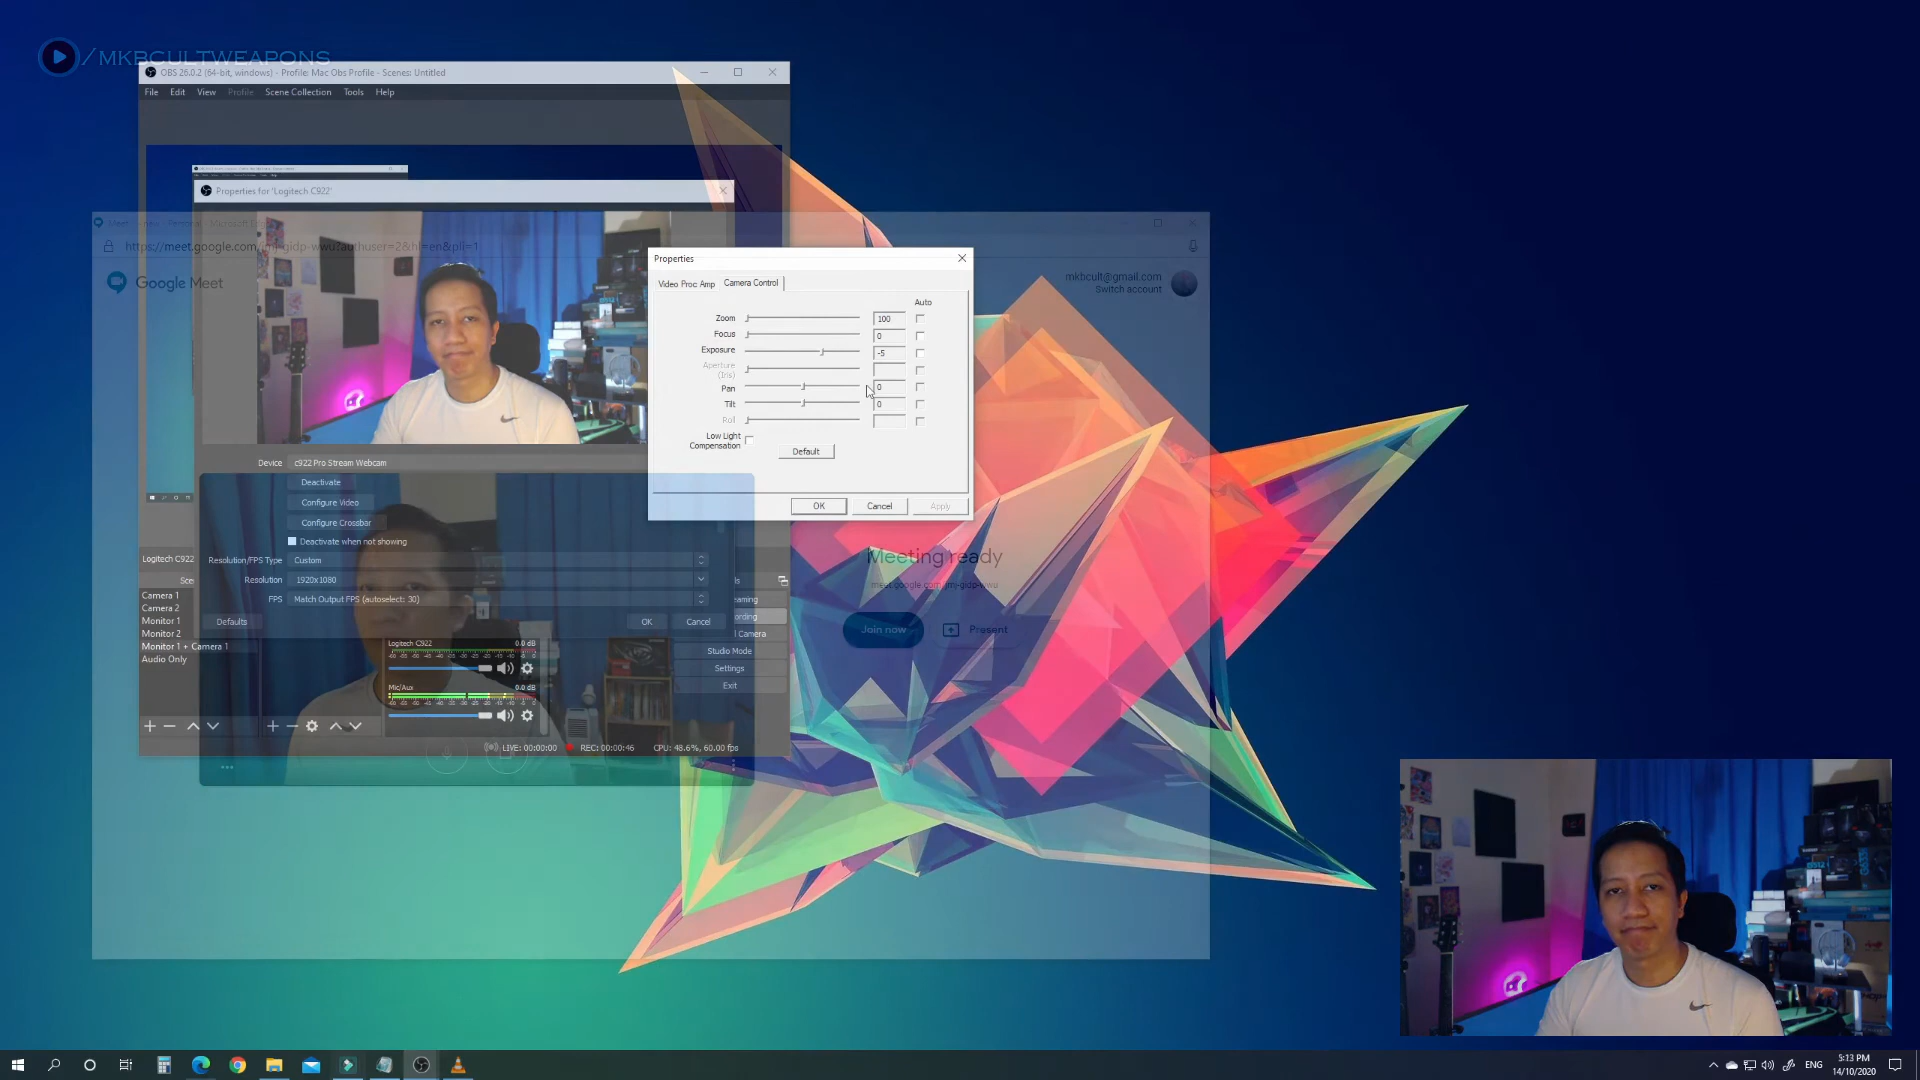 /MKBCULTWEAPONS
OBS 26.0.2 (64-bit, windows) - Profile: Mac Obs Profile - Scenes: Untitled
File Edit View Profile Scene Collection Tools Help
Properties for 'Logitech C922'
Google Meet
mkbcult@gmail.com
Switch account
Properties
Video Proc Amp Camera Control
Auto
Zoom 100
Focus 0
Exposure -5
Aperture (Iris)
Pan 0
Tilt 0
Roll
Low Light Compensation
Default
OK Cancel Apply
Device c922 Pro Stream Webcam
Deactivate
Configure Video
Configure Crossbar
Deactivate when not showing
Resolution/FPS Type Custom
Resolution 1920x1080
FPS Match Output FPS (autoselect: 30)
Defaults OK Cancel
Logitech C922
Camera 1
Camera 2
Monitor 1
Monitor 2
Monitor 1 + Camera 1
Audio Only
Logitech C922 0.0 dB
Mic/Aux 0.0 dB
Camera
Studio Mode
Settings
Exit
LIVE: 00:00:00 REC: 00:00:46 CPU: 48.6%, 60.00 fps
Meeting ready
Join now Present
ENG
5:13 PM
14/10/2020